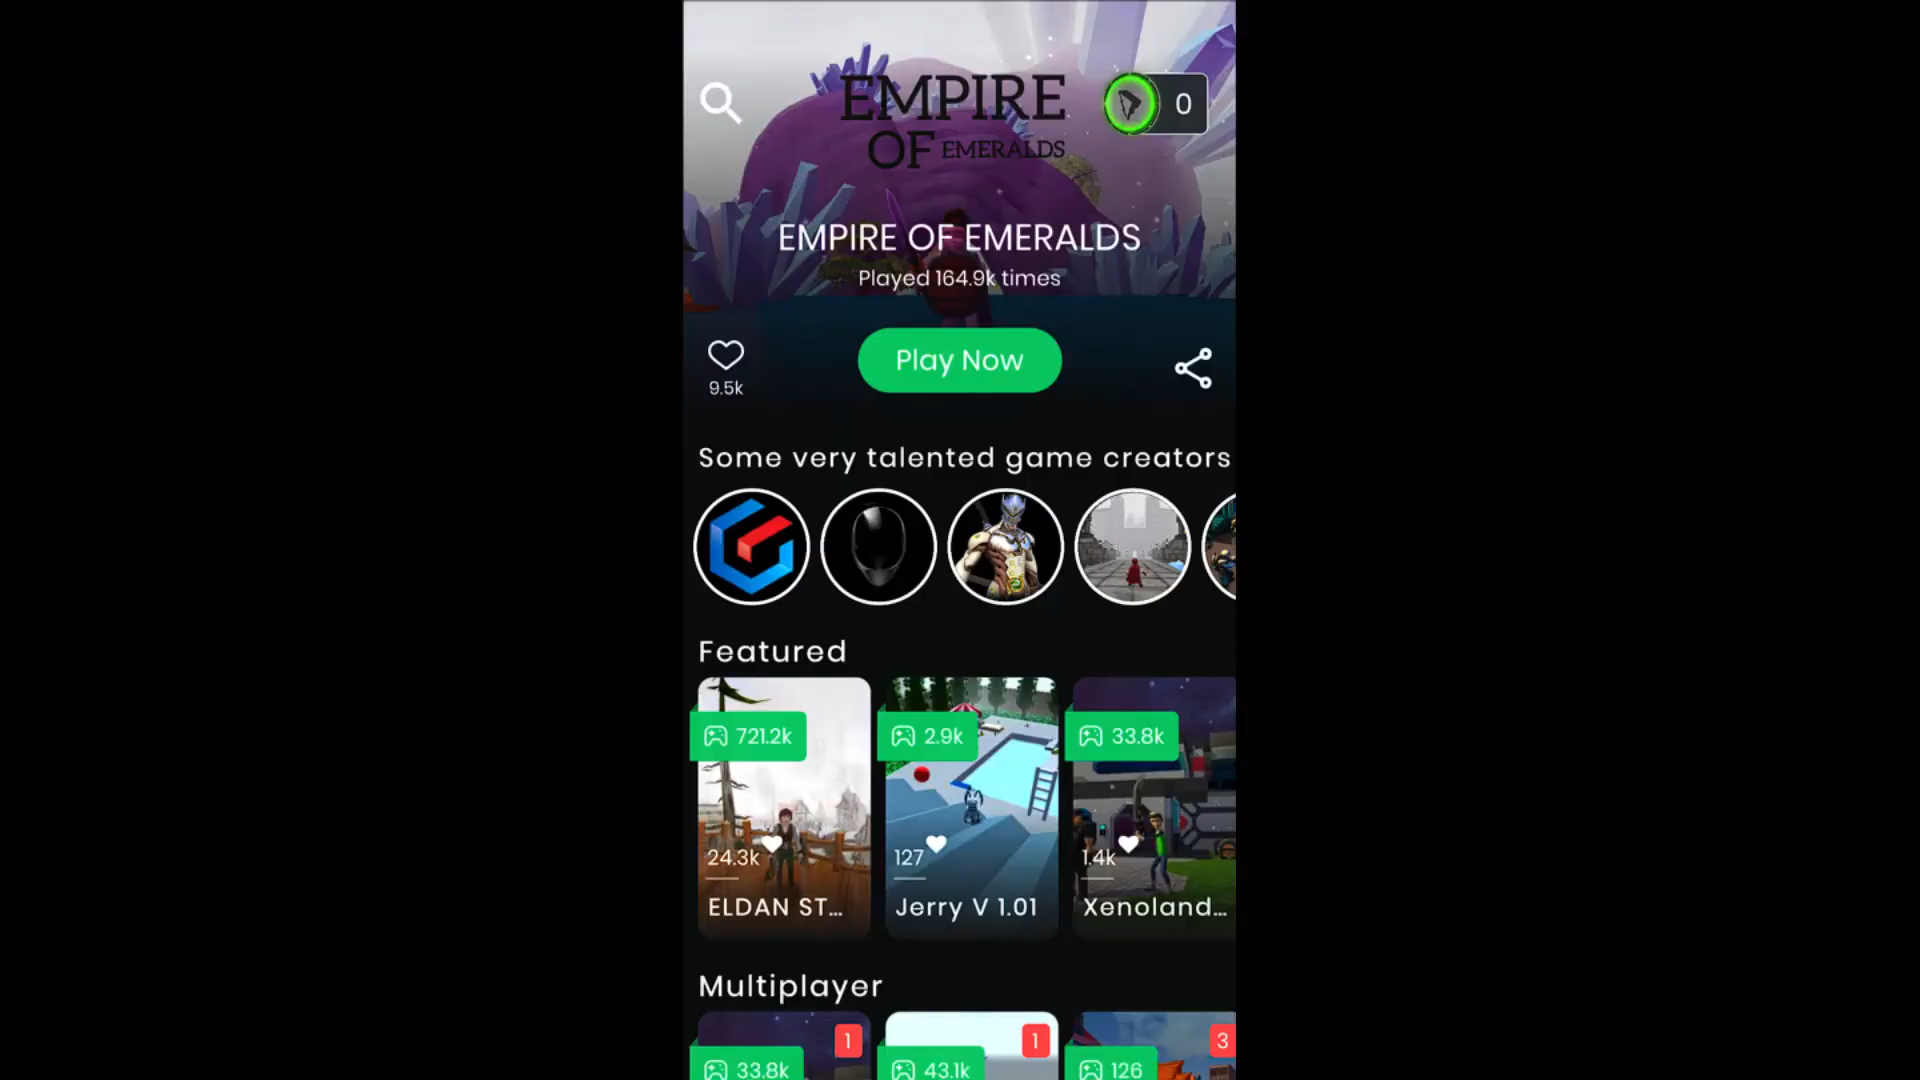 EMPIRE
OF EMERALDS
0
EMPIRE OF EMERALDS
Played 164.9k times
9.5k
Play Now
Some very talented game creators
Featured
721.2k
2.9k
33.8k
24.3k
127
1.4k
ELDAN ST...
Jerry V 1.01
Xenoland...
Multiplayer
1
1
3
33.8k
43.1k
126